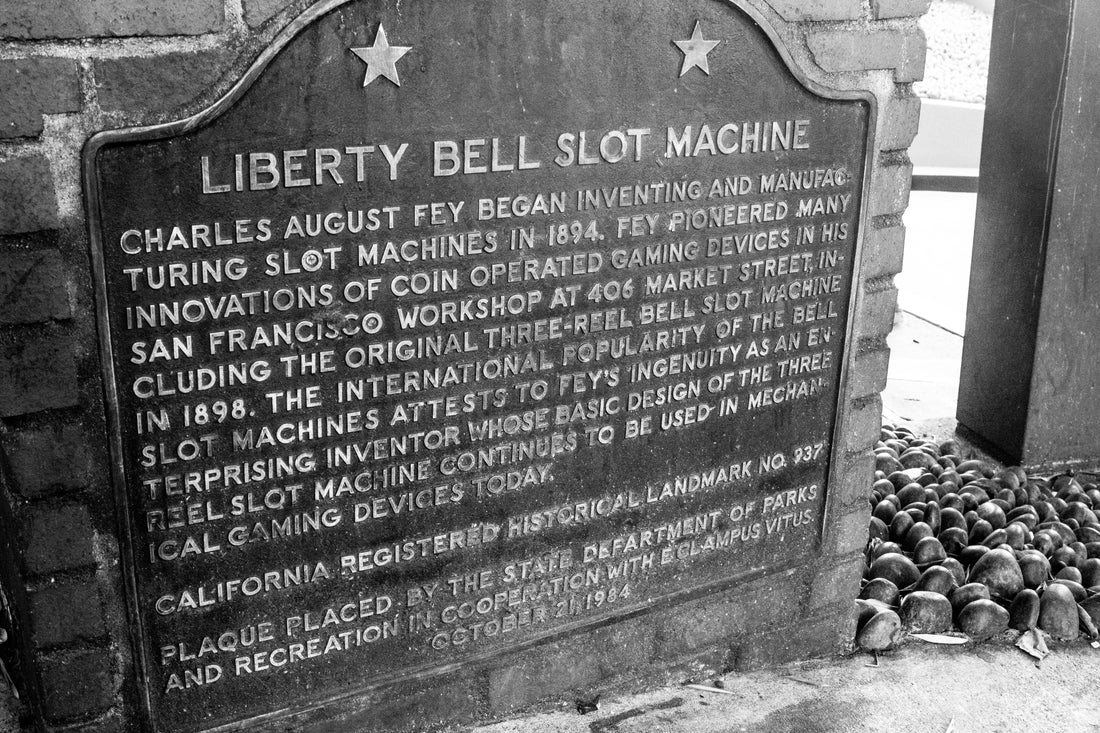 LIBERTY BELL SLOT MACHINE
CHARLES AUGUST FEY BEGAN INVENTING AND MANUFAC-
TURING SLOT MACHINES IN 1894. FEY PIONEERED MANY
INNOVATIONS OF COIN OPERATED GAMING DEVICES IN HIS
SAN FRANCISCO WORKSHOP AT 406 MARKET STREET, IN-
CLUDING THE ORIGINAL THREE-REEL BELL SLOT MACHINE
IN 1898. THE INTERNATIONAL POPULARITY OF THE BELL
SLOT MACHINES ATTESTS TO FEY'S INGENUITY AS AN EN-
TERPRISING INVENTOR WHOSE BASIC DESIGN OF THE THREE
REEL SLOT MACHINE CONTINUES TO BE USED IN MECHAN-
ICAL GAMING DEVICES TODAY.
CALIFORNIA REGISTERED HISTORICAL LANDMARK NO. 937
PLAQUE PLACED BY THE STATE DEPARTMENT OF PARKS
AND RECREATION IN COOPERATION WITH E CLAMPUS VITUS,
OCTOBER 21, 1984